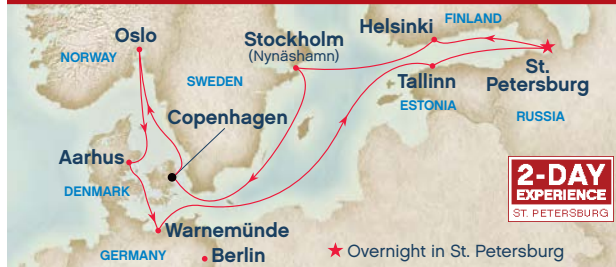 Oslo
Stockholm
(Nynäshamn)
Helsinki
FINLAND
NORWAY
SWEDEN
Tallinn
ESTONIA
St.
Petersburg
RUSSIA
Copenhagen
Aarhus
DENMARK
2-DAY
EXPERIENCE
ST. PETERSBURG
Warnemünde
GERMANY
Berlin
Overnight in St. Petersburg